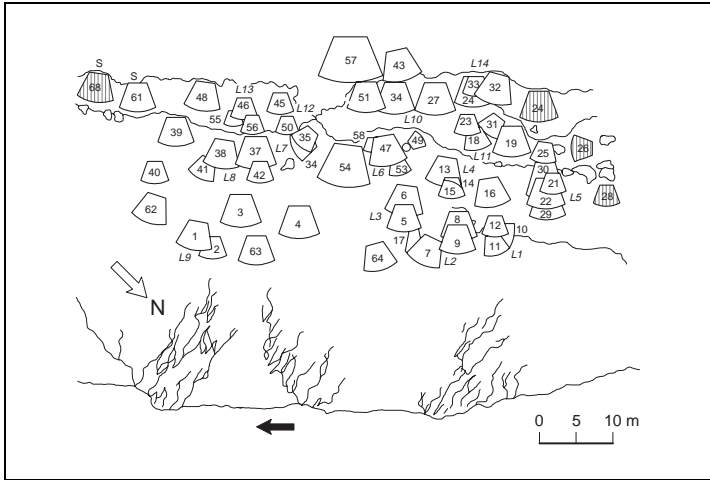 57 43 L14
S S
68 61 48 L13 46 45 L12 51 34 27 L10 33 24 32 24
55 56 50 L7 35 34 58 49 23 18 31 19 L11 25 26
39 38 37 54 47 L6 53 13 L4 14 15 30 21 22 29 L5 28
40 41 L8 42 6 16
62 3 4 L3 5 8 12 10
1 L9 2 63 17 7 L2 9 11 L1
64
N
0 5 10 m